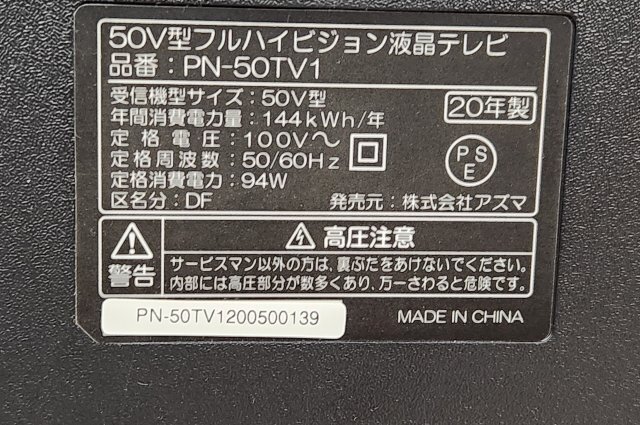 50V型フルハイビジョン液晶テレビ
品番：PN-50TV1
受信機型サイズ：50V型
20年製
年間消費電力量：144kWh/年
定格電圧：100V～
定格周波数：50/60Hz
PSE
定格消費電力：94W
区名分：DF
発売元：株式会社アズマ
警告
高圧注意
サービスマン以外の方は、裏ぶたをあけないでください。
内部には高圧部分が数多くあり、万一さわると危険です。
PN-50TV1200500139
MADE IN CHINA